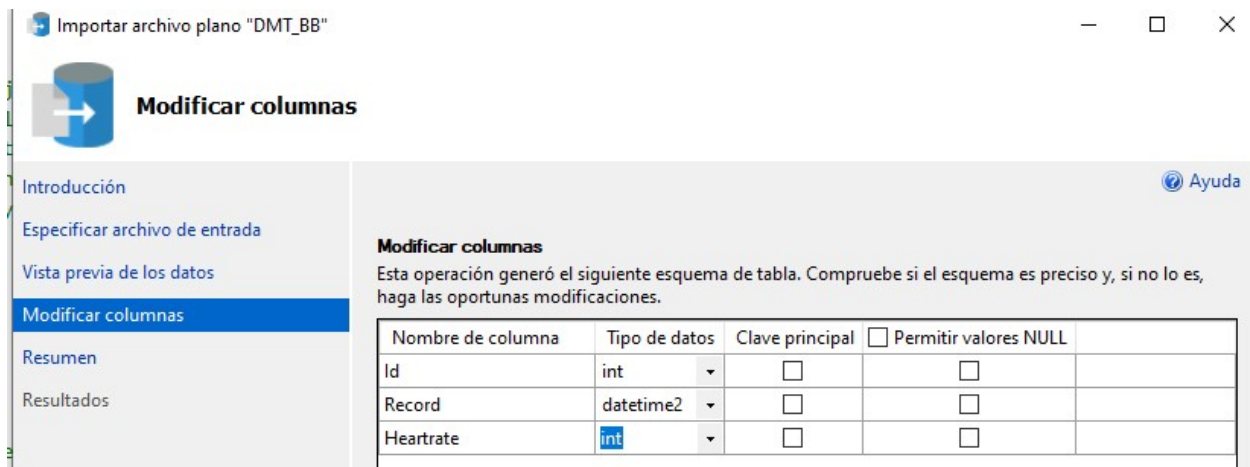 Importar archivo plano "DMT_BB"
Modificar columnas
Introducción
Especificar archivo de entrada
Vista previa de los datos
Modificar columnas
Resumen
Resultados
Ayuda
Modificar columnas
Esta operación generó el siguiente esquema de tabla. Compruebe si el esquema es preciso y, si no lo es,
haga las oportunas modificaciones.
Nombre de columna Tipo de datos Clave principal Permitir valores NULL
Id int
Record datetime2
Heartrate int